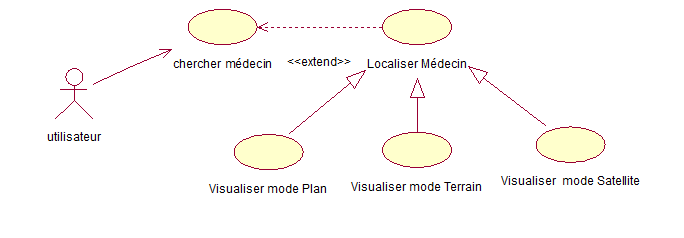 chercher médecin
<<extend>>
Localiser Médecin
utilisateur
Visualiser mode Plan
Visualiser mode Terrain
Visualiser mode Satellite